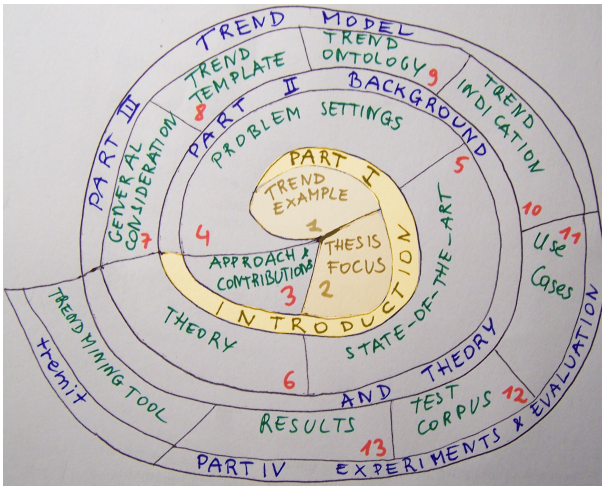 PART I
INTRODUCTION
TREND
EXAMPLE
1
THESIS
FOCUS
2
APPROACH &
CONTRIBUTIONS
3
PART II
BACKGROUND
AND THEORY
PROBLEM SETTINGS
4
STATE-OF-THE-ART
5
THEORY
6
PART III
TREND MODEL
GENERAL
CONSIDERATION
7
TREND
TEMPLATE
8
TREND
ONTOLOGY
9
TREND
INDICATION
10
PART IV
EXPERIMENTS & EVALUATION
Use
Cases
11
TEST
CORPUS
12
RESULTS
13
TREND MINING TOOL
tremit